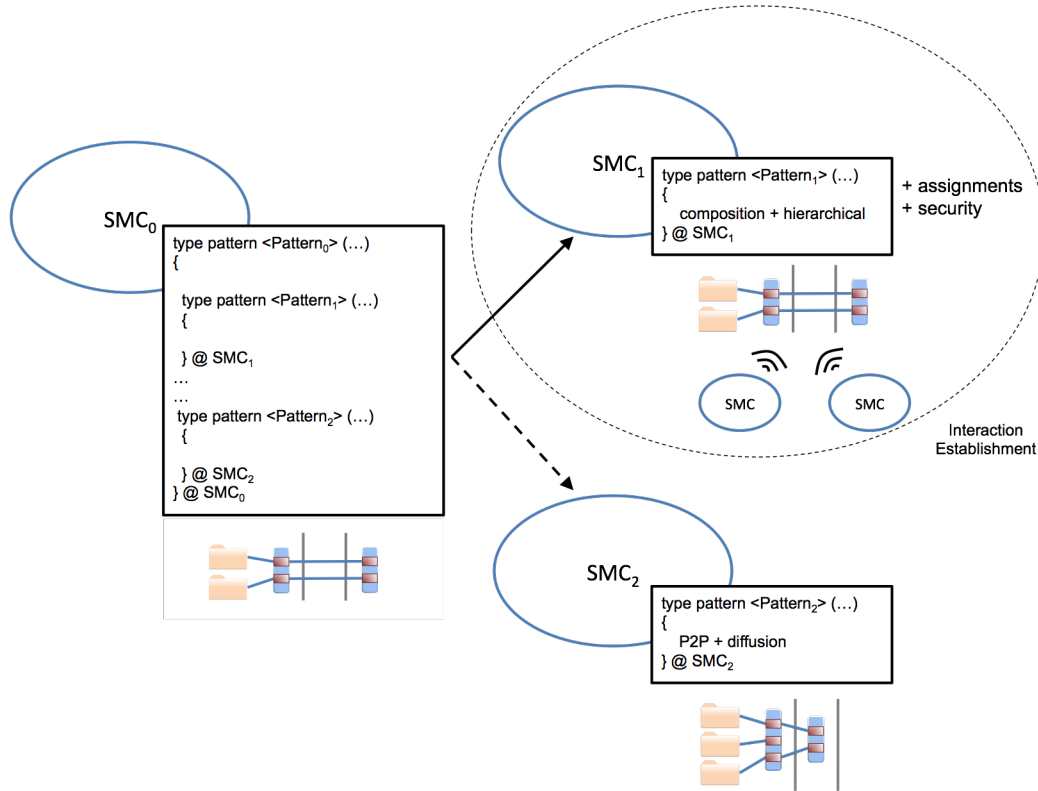 SMC₀
type pattern <Pattern₀> (…)
{
type pattern <Pattern₁> (…)
{
} @ SMC₁
…
…
type pattern <Pattern₂> (…)
{
} @ SMC₂
} @ SMC₀
SMC₁
type pattern <Pattern₁> (…)
{
composition + hierarchical
} @ SMC₁
+ assignments
+ security
SMC
SMC
Interaction
Establishment
SMC₂
type pattern <Pattern₂> (…)
{
P2P + diffusion
} @ SMC₂